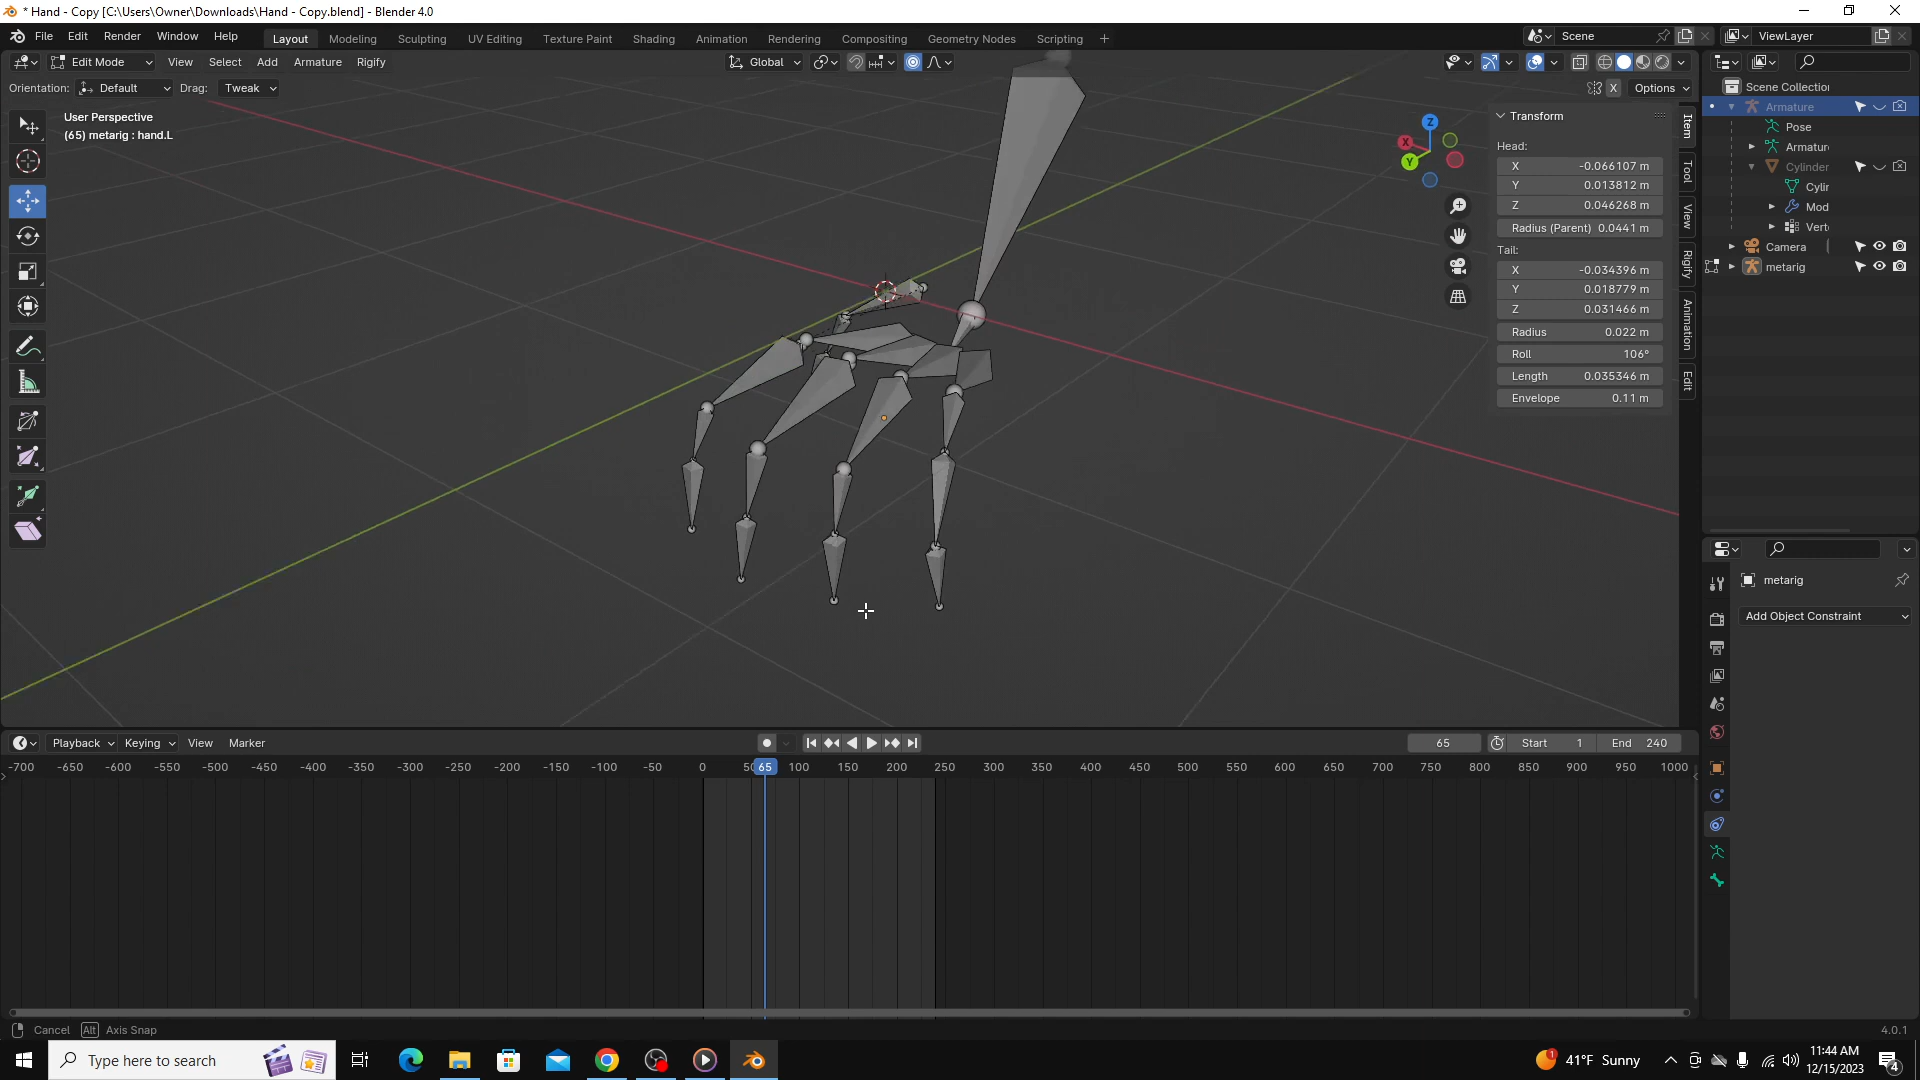 * Hand - Copy [C:\Users\Owner\Downloads\Hand - Copy.blend] - Blender 4.0
File Edit Render Window Help Layout Modeling Sculpting UV Editing Texture Paint Shading Animation Rendering Compositing Geometry Nodes Scripting + Scene ViewLayer
Edit Mode View Select Add Armature Rigify Global
Orientation: Default Drag: Tweak X Options
User Perspective
(65) metarig : hand.L
Z
X
Y
Transform
Head:
X -0.066107 m
Y 0.013812 m
Z 0.046268 m
Radius (Parent) 0.0441 m
Tail:
X -0.034396 m
Y 0.018779 m
Z 0.031466 m
Radius 0.022 m
Roll 106°
Length 0.035346 m
Envelope 0.11 m
Item
Tool
View
Rigify
Animation
Edit
Scene Collection
Armature
Pose
Armature
Cylinder
Cylin
Mod
Verte
Camera
metarig
metarig
Add Object Constraint
Playback Keying View Marker 65 Start 1 End 240
-700 -650 -600 -550 -500 -450 -400 -350 -300 -250 -200 -150 -100 -50 0 50 65 100 150 200 250 300 350 400 450 500 550 600 650 700 750 800 850 900 950 1000
Cancel Alt Axis Snap 4.0.1
Type here to search 1 41°F Sunny 11:44 AM
12/15/2023 4